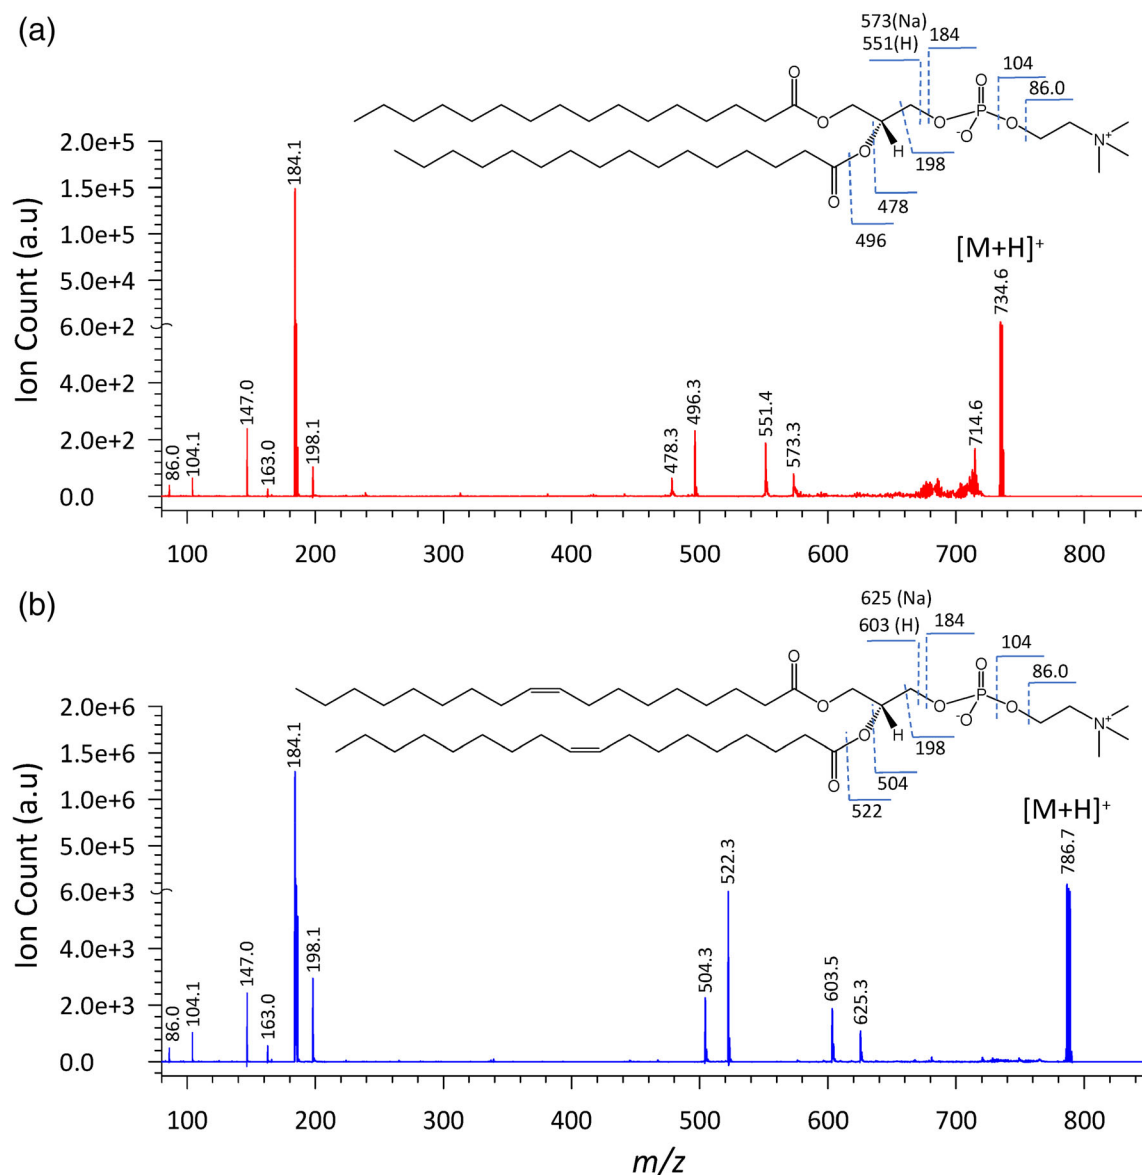 (a)
573(Na)
551(H)
184
104
86.0
O
O
O
O
O
P
O
-O
N+
H
198
478
496
Ion Count (a.u)
2.0e+5
1.5e+5
1.0e+5
5.0e+4
6.0e+2
4.0e+2
2.0e+2
0.0
86.0
104.1
147.0
163.0
184.1
198.1
478.3
496.3
551.4
573.3
714.6
734.6
[M+H]+
100 200 300 400 500 600 700 800
(b)
625 (Na)
603 (H)
184
104
86.0
O
O
O
O
O
P
O
-O
N+
H
198
504
522
Ion Count (a.u)
2.0e+6
1.5e+6
1.0e+6
5.0e+5
6.0e+3
4.0e+3
2.0e+3
0.0
86.0
104.1
147.0
163.0
184.1
198.1
504.3
522.3
603.5
625.3
786.7
[M+H]+
100 200 300 400 500 600 700 800
m/z